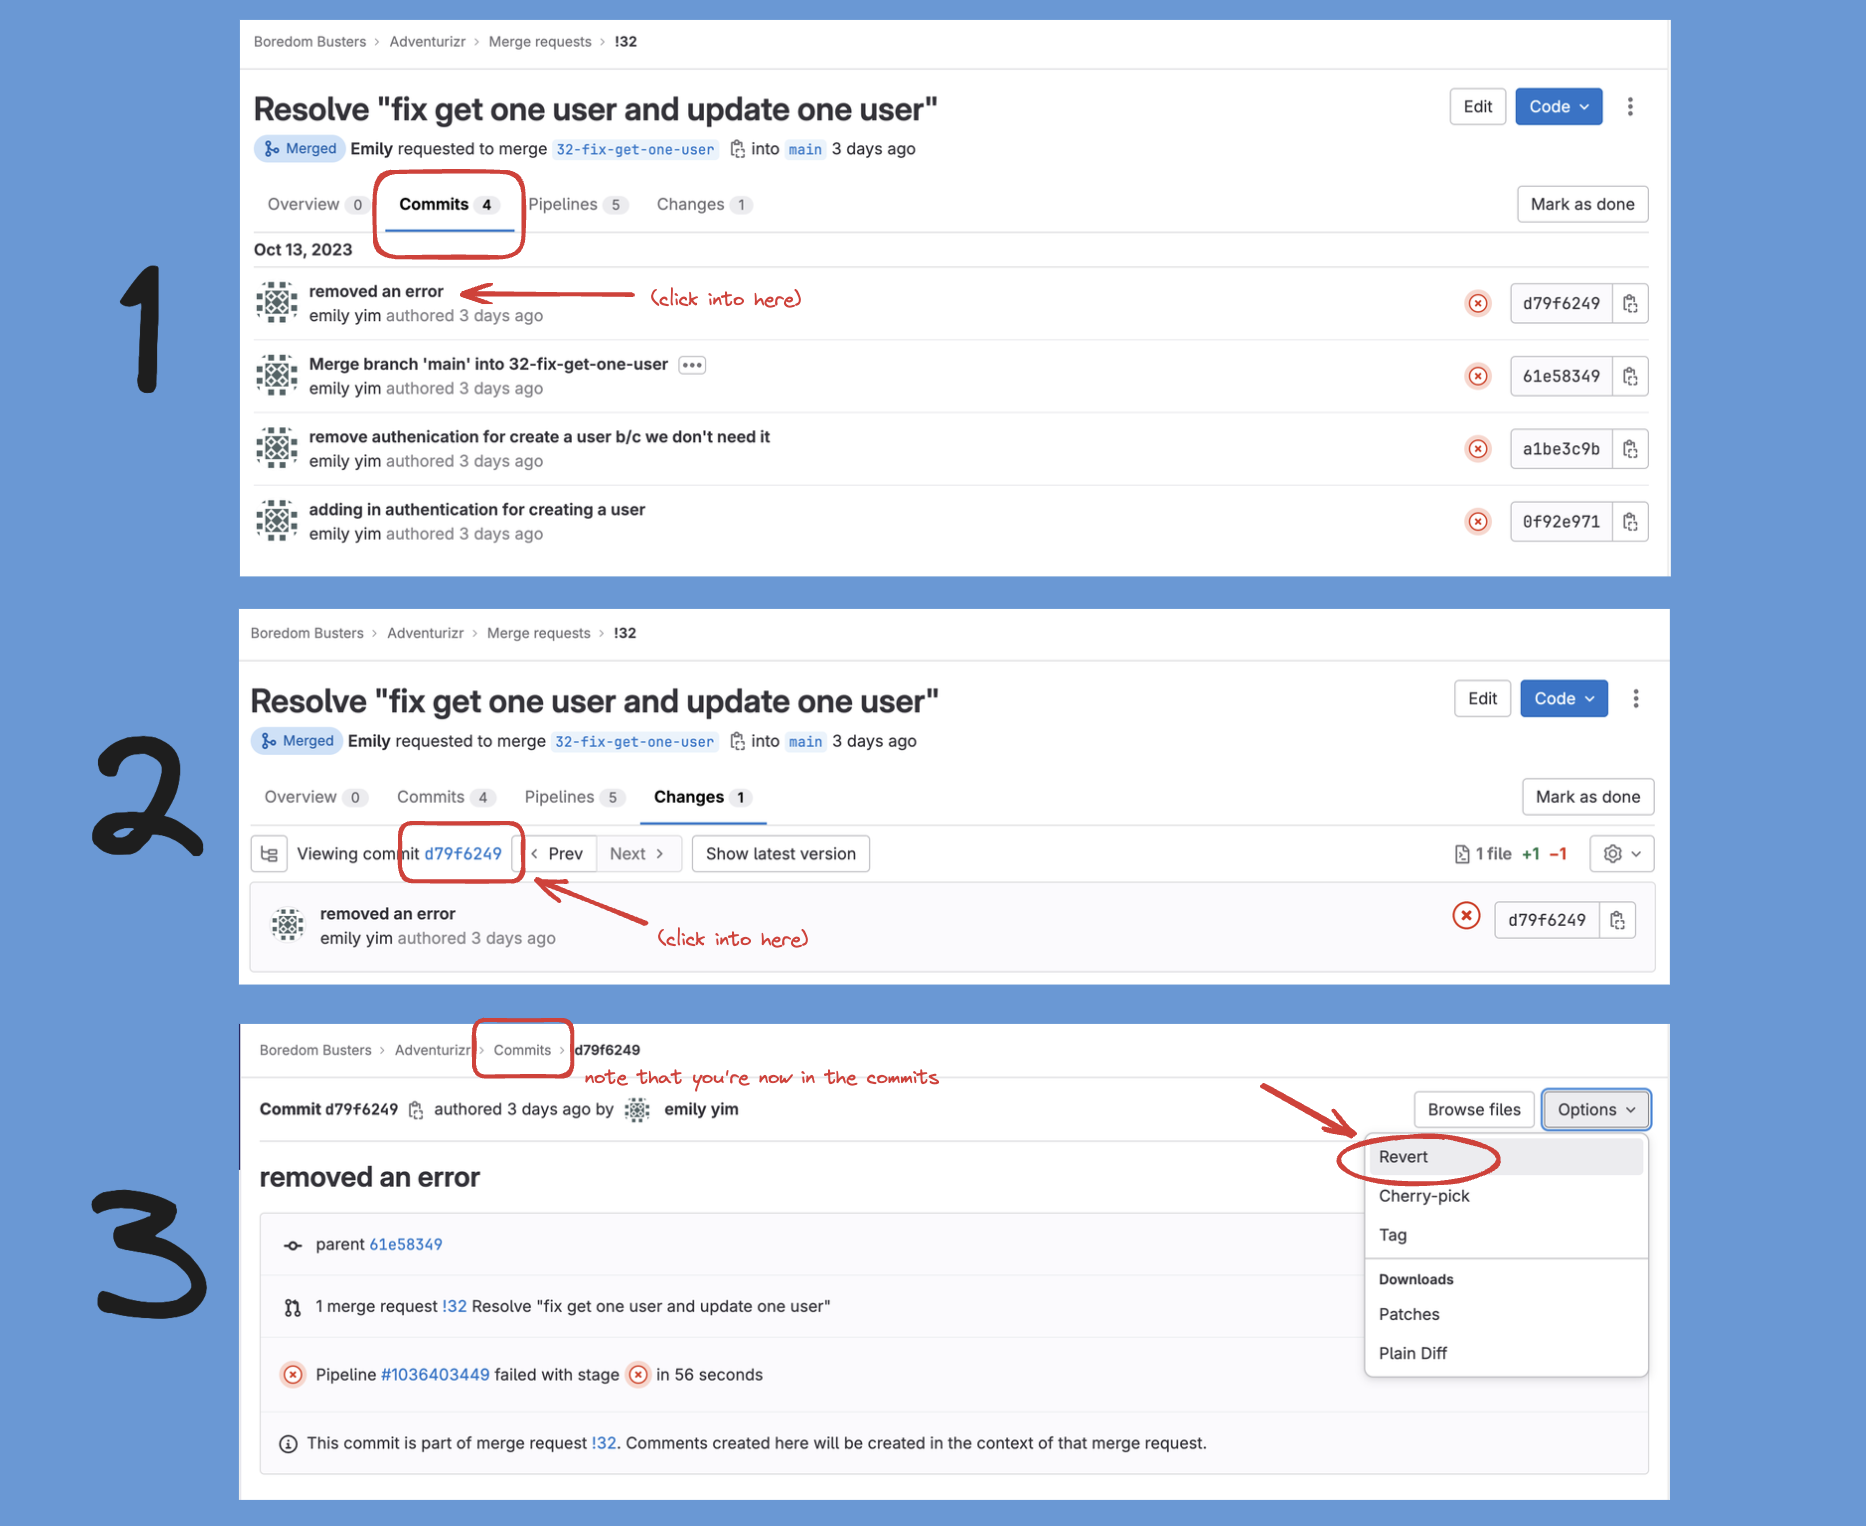 1
Boredom Busters > Adventurizr > Merge requests > !32
Resolve "fix get one user and update one user"
Edit
Code
Merged Emily requested to merge 32-fix-get-one-user into main 3 days ago
Overview 0 Commits 4 Pipelines 5 Changes 1
Mark as done
Oct 13, 2023
removed an error
(click into here)
emily yim authored 3 days ago
d79f6249
Merge branch 'main' into 32-fix-get-one-user
emily yim authored 3 days ago
61e58349
remove authenication for create a user b/c we don't need it
emily yim authored 3 days ago
a1be3c9b
adding in authentication for creating a user
emily yim authored 3 days ago
0f92e971
2
Boredom Busters > Adventurizr > Merge requests > !32
Resolve "fix get one user and update one user"
Edit
Code
Merged Emily requested to merge 32-fix-get-one-user into main 3 days ago
Overview 0 Commits 4 Pipelines 5 Changes 1
Mark as done
Viewing commit d79f6249 < Prev Next > Show latest version
1 file +1 −1
removed an error
emily yim authored 3 days ago
d79f6249
(click into here)
3
Boredom Busters > Adventurizr > Commits > d79f6249
note that you're now in the commits
Commit d79f6249 authored 3 days ago by emily yim
Browse files
Options
removed an error
Revert
Cherry-pick
Tag
Downloads
Patches
Plain Diff
parent 61e58349
1 merge request !32 Resolve "fix get one user and update one user"
Pipeline #1036403449 failed with stage in 56 seconds
This commit is part of merge request !32. Comments created here will be created in the context of that merge request.